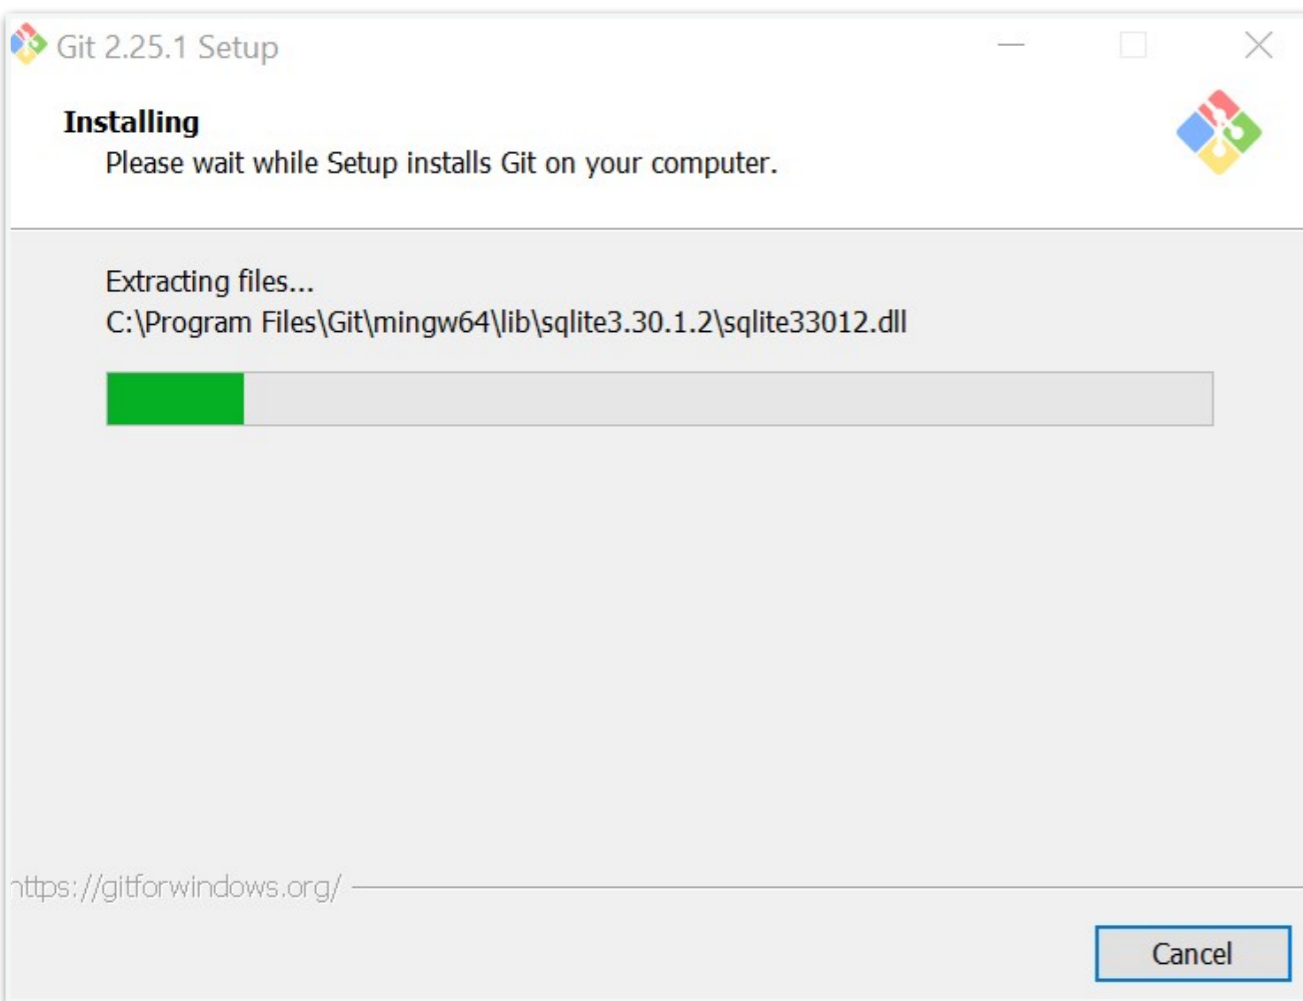 Git 2.25.1 Setup
Installing
Please wait while Setup installs Git on your computer.
Extracting files...
C:\Program Files\Git\mingw64\lib\sqlite3.30.1.2\sqlite33012.dll
https://gitforwindows.org/
Cancel